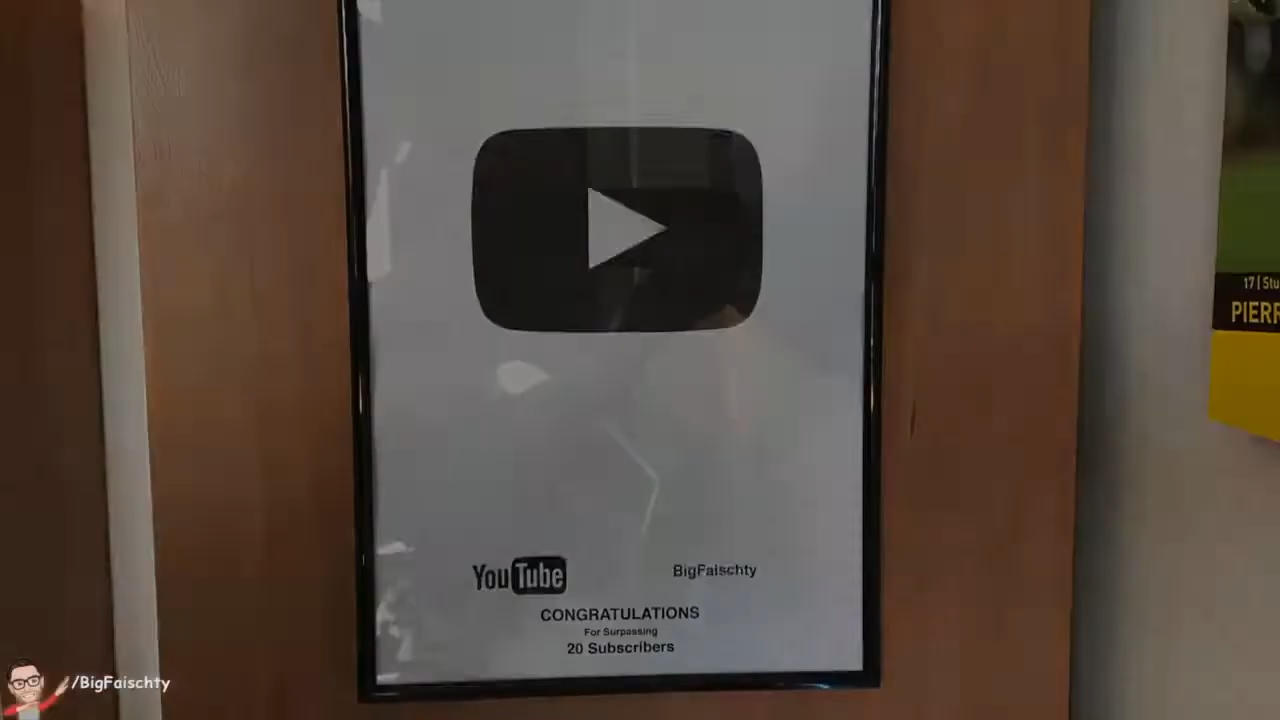 17 | Stu
PIERR
YouTube
BigFaischty
CONGRATULATIONS
For Surpassing
20 Subscribers
/BigFaischty